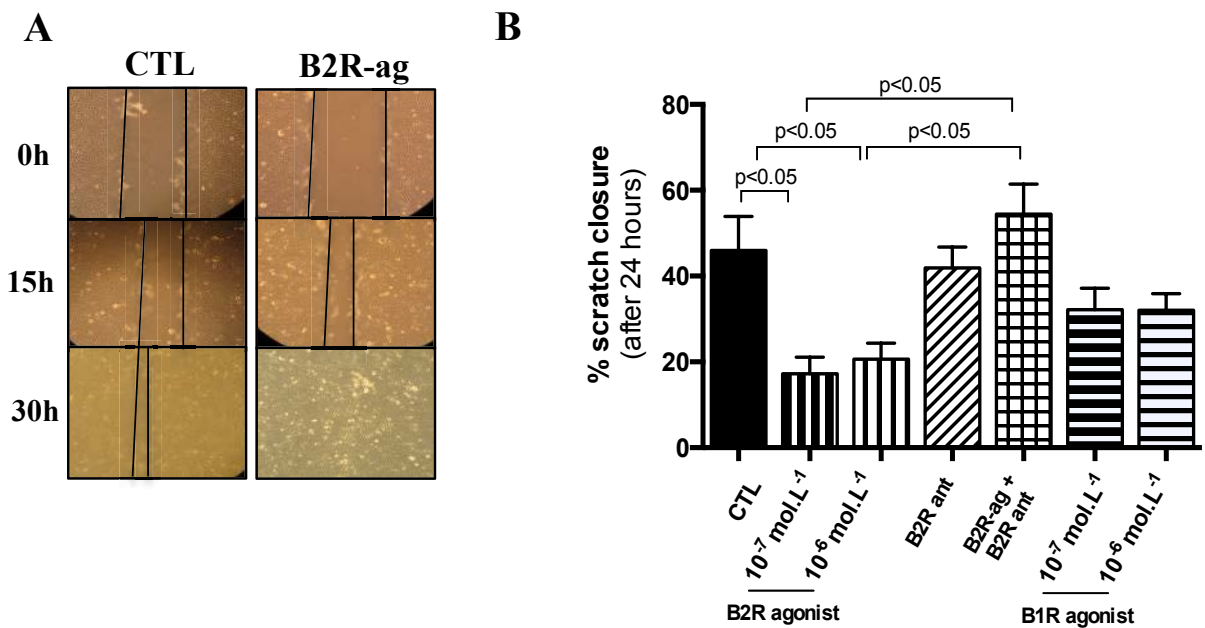 A
CTL
B2R-ag
0h
15h
30h
B
% scratch closure
(after 24 hours)
80
60
40
20
0
p<0.05
p<0.05
p<0.05
p<0.05
CTL
10⁻⁷ mol.L⁻¹
10⁻⁶ mol.L⁻¹
B2R ant
B2R-ag +
B2R ant
10⁻⁷ mol.L⁻¹
10⁻⁶ mol.L⁻¹
B2R agonist
B1R agonist